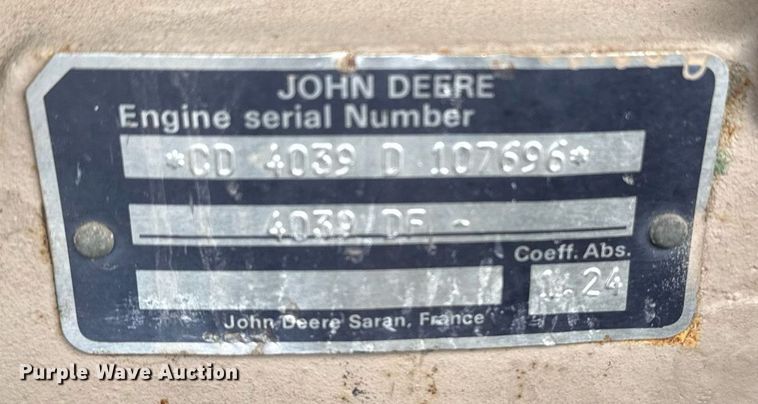 JOHN DEERE
Engine serial Number
*CD 4039 D 107696*
4039 DF -
Coeff. Abs.
24
John Deere Saran, France
Purple Wave Auction